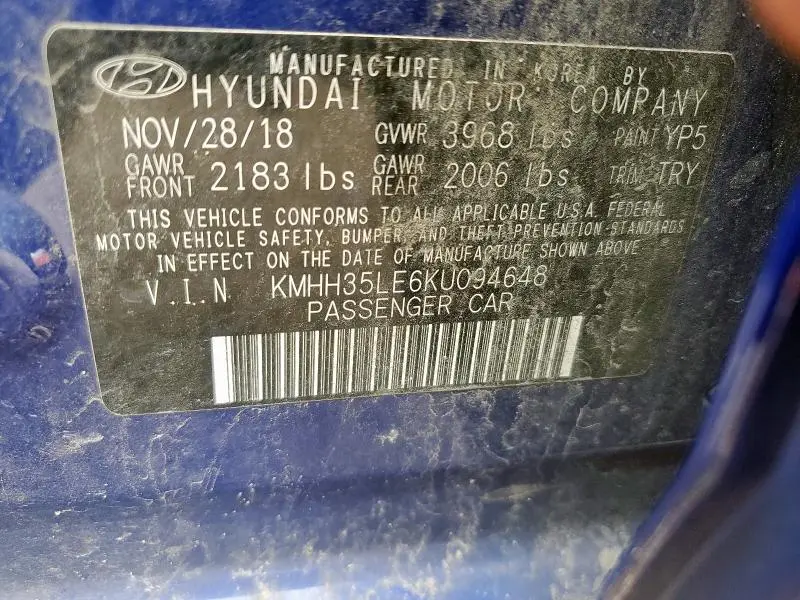 MANUFACTURED IN KOREA BY
HYUNDAI MOTOR COMPANY
NOV/28/18 GVWR 3968 lbs PAINT YP5
GAWR FRONT 2183 lbs GAWR REAR 2006 lbs TRIM TRY
THIS VEHICLE CONFORMS TO ALL APPLICABLE U.S.A. FEDERAL
MOTOR VEHICLE SAFETY, BUMPER, AND THEFT PREVENTION STANDARDS
IN EFFECT ON THE DATE OF MANUFACTURE SHOWN ABOVE
V.I.N KMHH35LE6KU094648
PASSENGER CAR